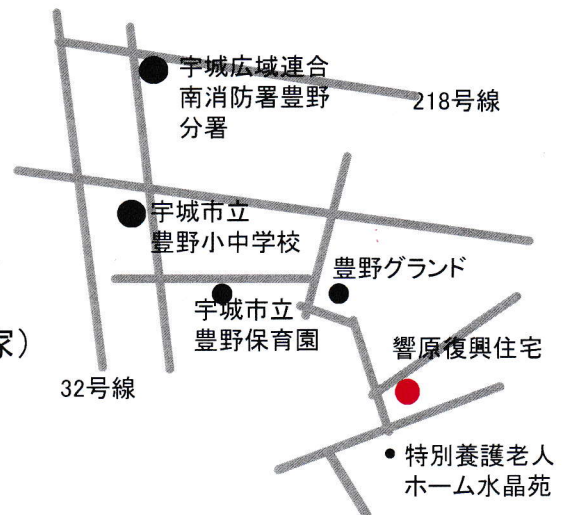 宇城広域連合
南消防署豊野
分署
218号線
宇城市立
豊野小中学校
豊野グランド
宇城市立
豊野保育園
響原復興住宅
家）
32号線
特別養護老人
ホーム水晶苑